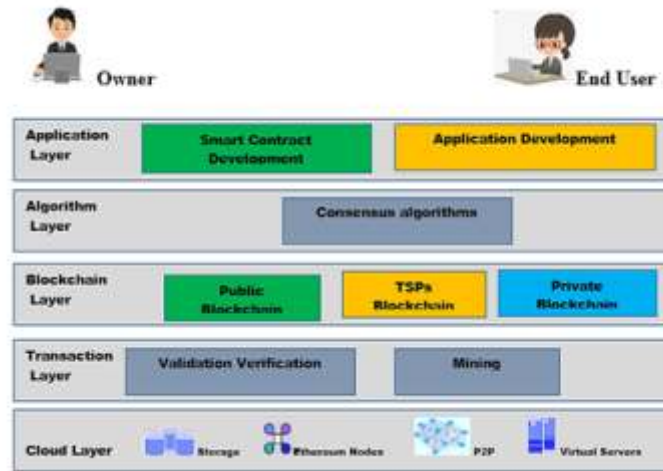 Owner
End User
Application
Layer
Smart Contract
Development
Application Development
Algorithm
Layer
Consensus algorithms
Blockchain
Layer
Public
Blockchain
TSPs
Blockchain
Private
Blockchain
Transaction
Layer
Validation Verification
Mining
Cloud Layer
Storage
Ethereum Nodes
P2P
Virtual Servers